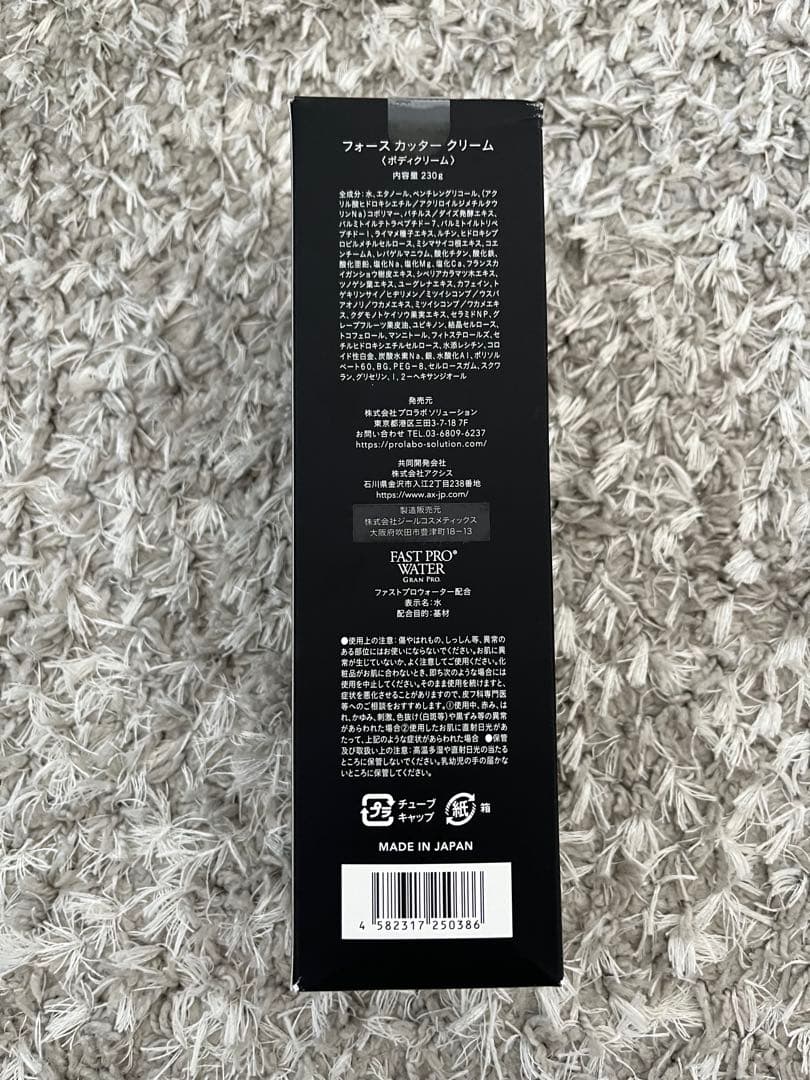 フォース カッター クリーム
〈ボディクリーム〉
内容量 230g
全成分：水、エタノール、ペンチレングリコール、（アク
リル酸ヒドロキシエチル／アクリロイルジメチルタウ
リンNa）コポリマー、バチルス／ダイズ発酵エキス、
パルミトイルテトラペプチド－7、パルミトイルトリペ
プチド－1、ライマメ種子エキス、ルチン、ヒドロキシプ
ロピルメチルセルロース、ミシマサイコ根エキス、コエ
ンチームA、レパゲルマニウム、酸化チタン、酸化鉄、
酸化亜鉛、塩化Na、塩化Mg、塩化Ca、フランスカ
イガンショウ樹皮エキス、シベリアカラマツ木エキス、
ツノゲシ葉エキス、ユーグレナエキス、カフェイン、ト
ゲキリンサイ／ヒヂリメン／ミツイシコンブ／ウスバ
アオノリ／ワカメエキス、ミツイシコンブ／ワカメエキ
ス、クダモノトケイソウ果実エキス、セラミドNP、グ
レープフルーツ果皮油、ユビキノン、結晶セルロース、
トコフェロール、マンニトール、フィトステロールズ、セ
チルヒドロキシエチルセルロース、水添レシチン、コロ
イド性白金、炭酸水素Na、銀、水酸化Al、ポリソル
ベート60、BG、PEG－8、セルロースガム、スクワ
ラン、グリセリン、1，2－ヘキサンジオール
発売元
株式会社プロラボ ソリューション
東京都港区三田3-7-18 7F
お問い合わせ TEL.03-6809-6237
https://prolabo-solution.com/
共同開発会社
株式会社アクシス
石川県金沢市入江2丁目238番地
https://www.ax-jp.com/
製造販売元
株式会社ジールコスメティックス
大阪府吹田市豊津町18－13
FAST PRO®
WATER
GRAN PRO.
ファストプロウォーター配合
表示名：水
配合目的：基材
●使用上の注意：傷やはれもの、しっしん等、異常の
ある部位にはお使いにならないでください。お肌に異
常が生じていないか、よく注意してご使用ください。化
粧品がお肌に合わないとき、即ち次のような場合には
使用を中止してください。そのまま使用を続けますと、
症状を悪化させることがありますので、皮フ科専門医
等へのご相談をおすすめします。①使用中、赤み、は
れ、かゆみ、刺激、色抜け（白斑等）や黒ずみ等の異常
があらわれた場合②使用したお肌に直射日光があ
たって、上記のような症状があらわれた場合 ●保管
及び取扱い上の注意：高温多湿や直射日光の当たる
ところに保管しないでください。乳幼児の手の届かな
いところに保管してください。
プラ チューブ 紙 箱
キャップ
MADE IN JAPAN
4 582317 250386